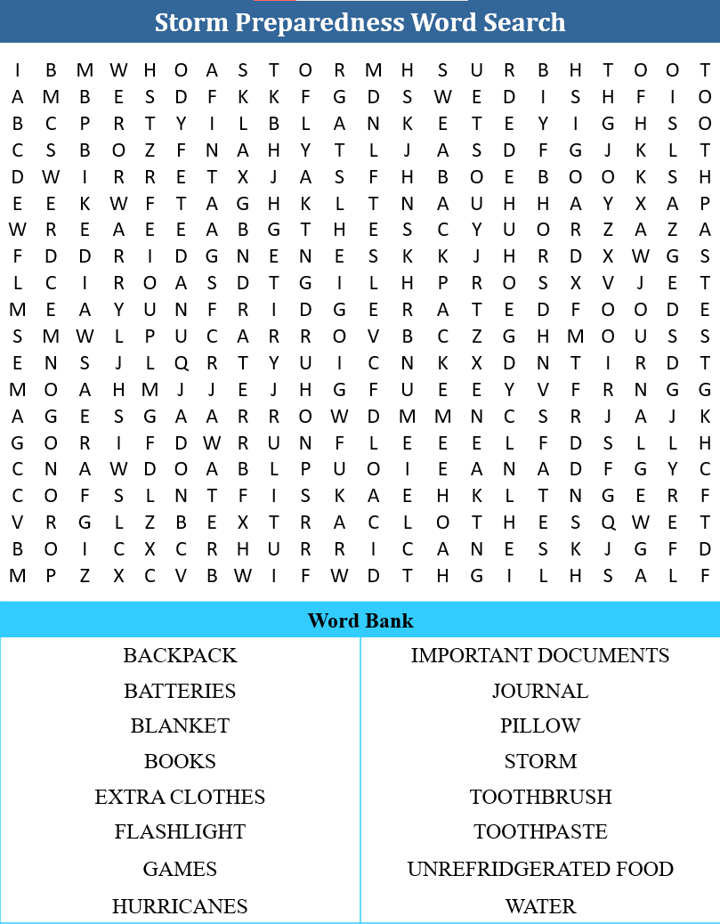 Storm Preparedness Word Search
I B M W H O A S T O R M H S U R B H T O O T
A M B E S D F K K F G D S W E D I S H F I O
B C P R T Y I L B L A N K E T E Y I G H S O
C S B O Z F N A H Y T L J A S D F G J K L T
D W I R R E T X J A S F H B O E B O O K S H
E E K W F T A G H K L T N A U H H A Y X A P
W R E A E E A B G T H E S C Y U O R Z A Z A
F D D R I D G N E N E S K K J H R D X W G S
L C I R O A S D T G I L H P R O S X V J E T
M E A Y U N F R I D G E R A T E D F O O D E
S M W L P U C A R R O V B C Z G H M O U S S
E N S J L Q R T Y U I C N K X D N T I R D T
M O A H M J J E J H G F U E E Y V F R N G G
A G E S G A A R R O W D M M N C S R J A J K
G O R I F D W R U N F L E E E L F D S L L H
C N A W D O A B L P U O I E A N A D F G Y C
C O F S L N T F I S K A E H K L T N G E R F
V R G L Z B E X T R A C L O T H E S Q W E T
B O I C X C R H U R R I C A N E S K J G F D
M P Z X C V B W I F W D T H G I L H S A L F
Word Bank
BACKPACK IMPORTANT DOCUMENTS
BATTERIES JOURNAL
BLANKET PILLOW
BOOKS STORM
EXTRA CLOTHES TOOTHBRUSH
FLASHLIGHT TOOTHPASTE
GAMES UNREFRIDGERATED FOOD
HURRICANES WATER